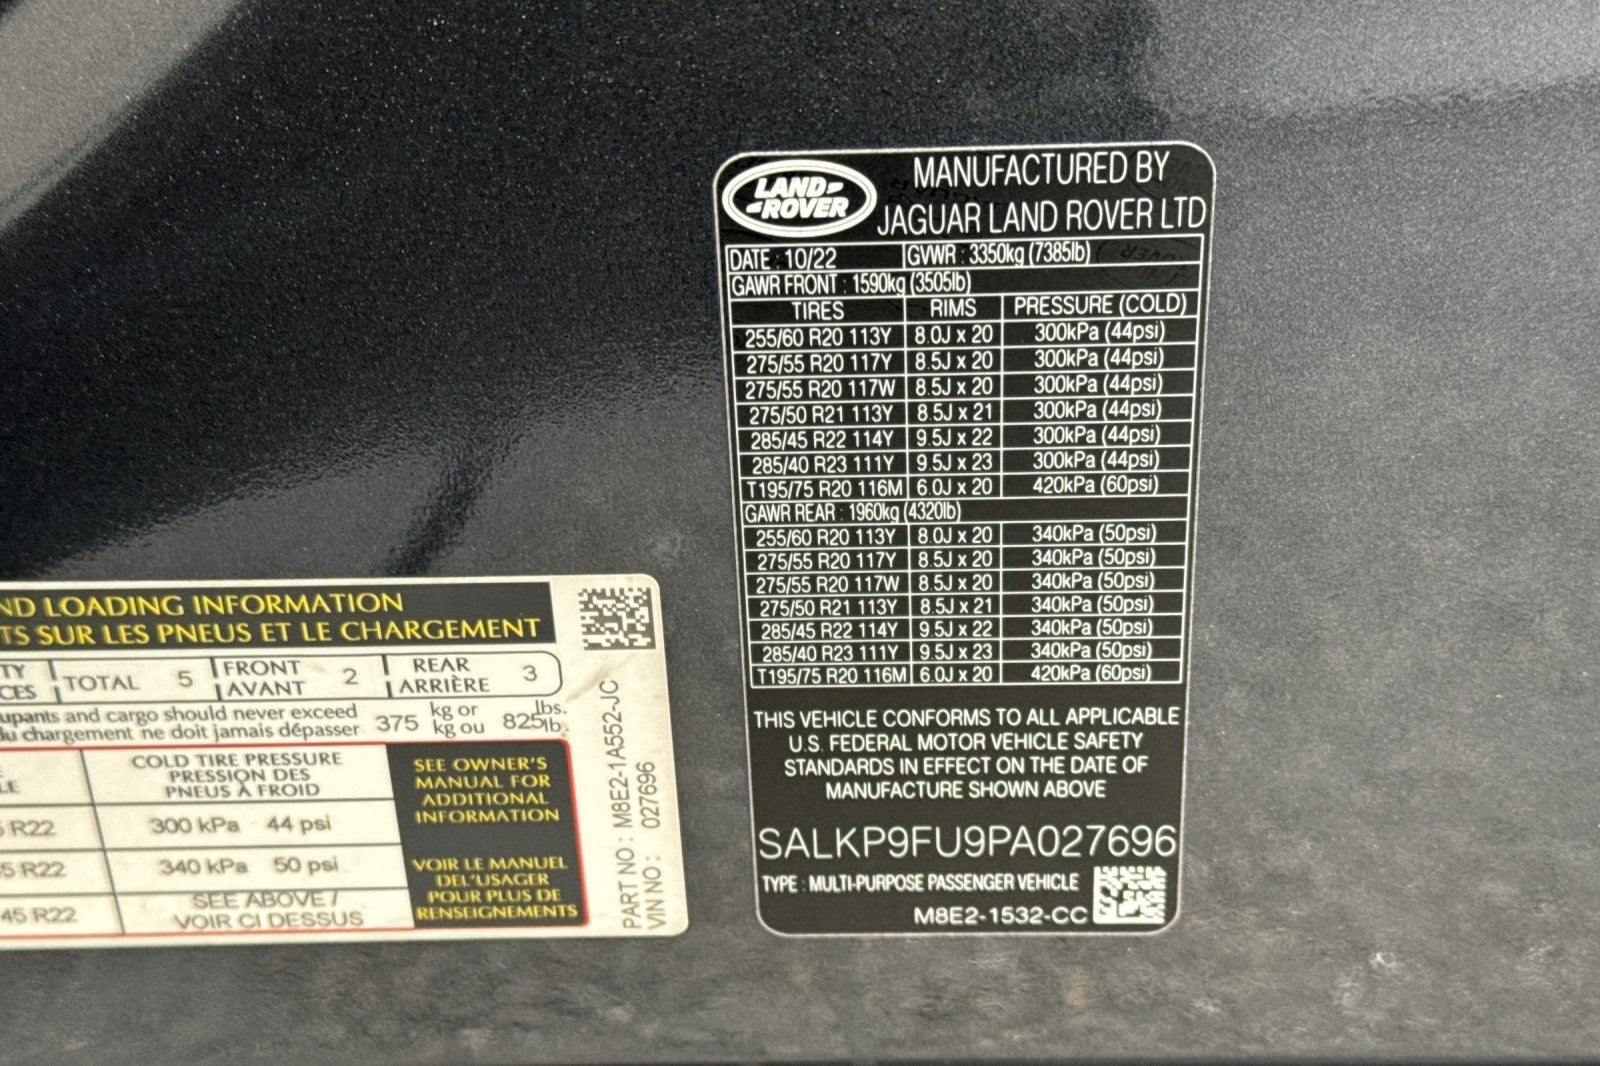 LAND-
-ROVER
MANUFACTURED BY
JAGUAR LAND ROVER LTD
DATE : 10/22 GVWR : 3350kg (7385lb)
GAWR FRONT : 1590kg (3505lb)
TIRES RIMS PRESSURE (COLD)
255/60 R20 113Y 8.0J x 20 300kPa (44psi)
275/55 R20 117Y 8.5J x 20 300kPa (44psi)
275/55 R20 117W 8.5J x 20 300kPa (44psi)
275/50 R21 113Y 8.5J x 21 300kPa (44psi)
285/45 R22 114Y 9.5J x 22 300kPa (44psi)
285/40 R23 111Y 9.5J x 23 300kPa (44psi)
T195/75 R20 116M 6.0J x 20 420kPa (60psi)
GAWR REAR : 1960kg (4320lb)
255/60 R20 113Y 8.0J x 20 340kPa (50psi)
275/55 R20 117Y 8.5J x 20 340kPa (50psi)
275/55 R20 117W 8.5J x 20 340kPa (50psi)
275/50 R21 113Y 8.5J x 21 340kPa (50psi)
285/45 R22 114Y 9.5J x 22 340kPa (50psi)
285/40 R23 111Y 9.5J x 23 340kPa (50psi)
T195/75 R20 116M 6.0J x 20 420kPa (60psi)
THIS VEHICLE CONFORMS TO ALL APPLICABLE
U.S. FEDERAL MOTOR VEHICLE SAFETY
STANDARDS IN EFFECT ON THE DATE OF
MANUFACTURE SHOWN ABOVE
SALKP9FU9PA027696
TYPE : MULTI-PURPOSE PASSENGER VEHICLE
M8E2-1532-CC
ND LOADING INFORMATION
TS SUR LES PNEUS ET LE CHARGEMENT
TY TOTAL 5 FRONT 2 REAR 3
CES AVANT ARRIÈRE
upants and cargo should never exceed 375 kg or 825 lbs.
du chargement ne doit jamais dépasser kg ou lb.
COLD TIRE PRESSURE
PRESSION DES
LE PNEUS À FROID
R22 300 kPa 44 psi
5 R22 340 kPa 50 psi
45 R22 SEE ABOVE /
VOIR CI DESSUS
SEE OWNER'S
MANUAL FOR
ADDITIONAL
INFORMATION
VOIR LE MANUEL
DEL'USAGER
POUR PLUS DE
RENSEIGNEMENTS
PART NO : M8E2-1A552-JC
VIN NO : 027696